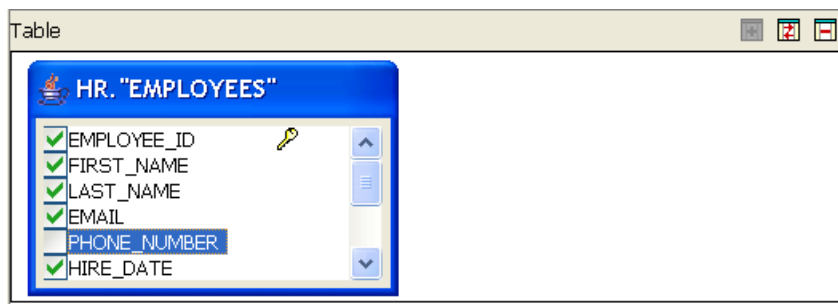 Table
HR."EMPLOYEES"
EMPLOYEE_ID
FIRST_NAME
LAST_NAME
EMAIL
PHONE_NUMBER
HIRE_DATE